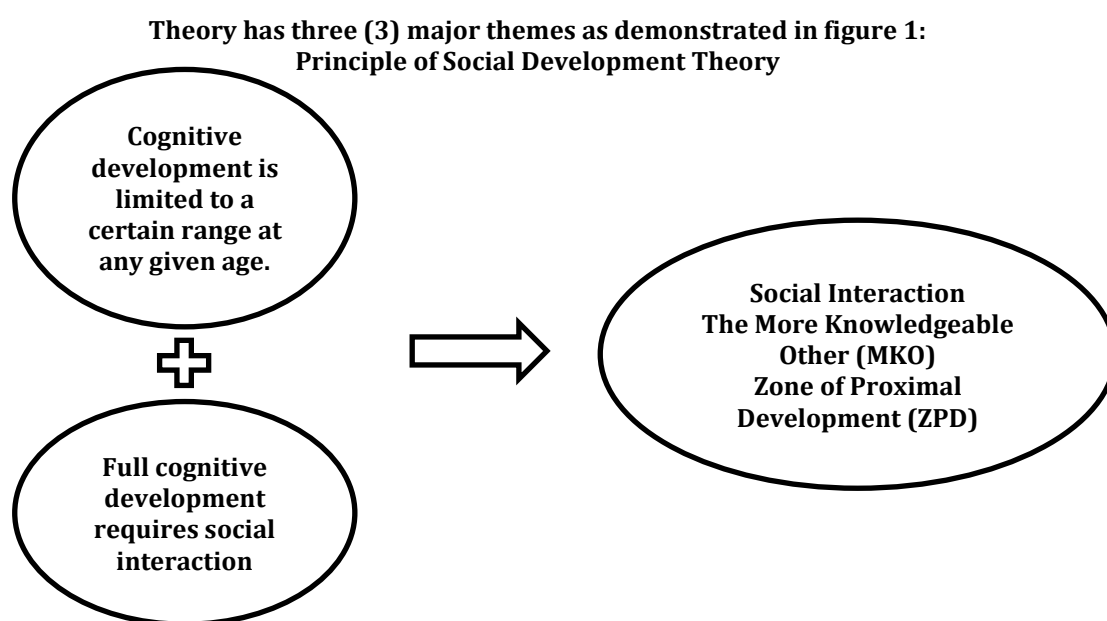 Theory has three (3) major themes as demonstrated in figure 1:
Principle of Social Development Theory
Cognitive
development is
limited to a
certain range at
any given age.
Full cognitive
development
requires social
interaction
Social Interaction
The More Knowledgeable
Other (MKO)
Zone of Proximal
Development (ZPD)